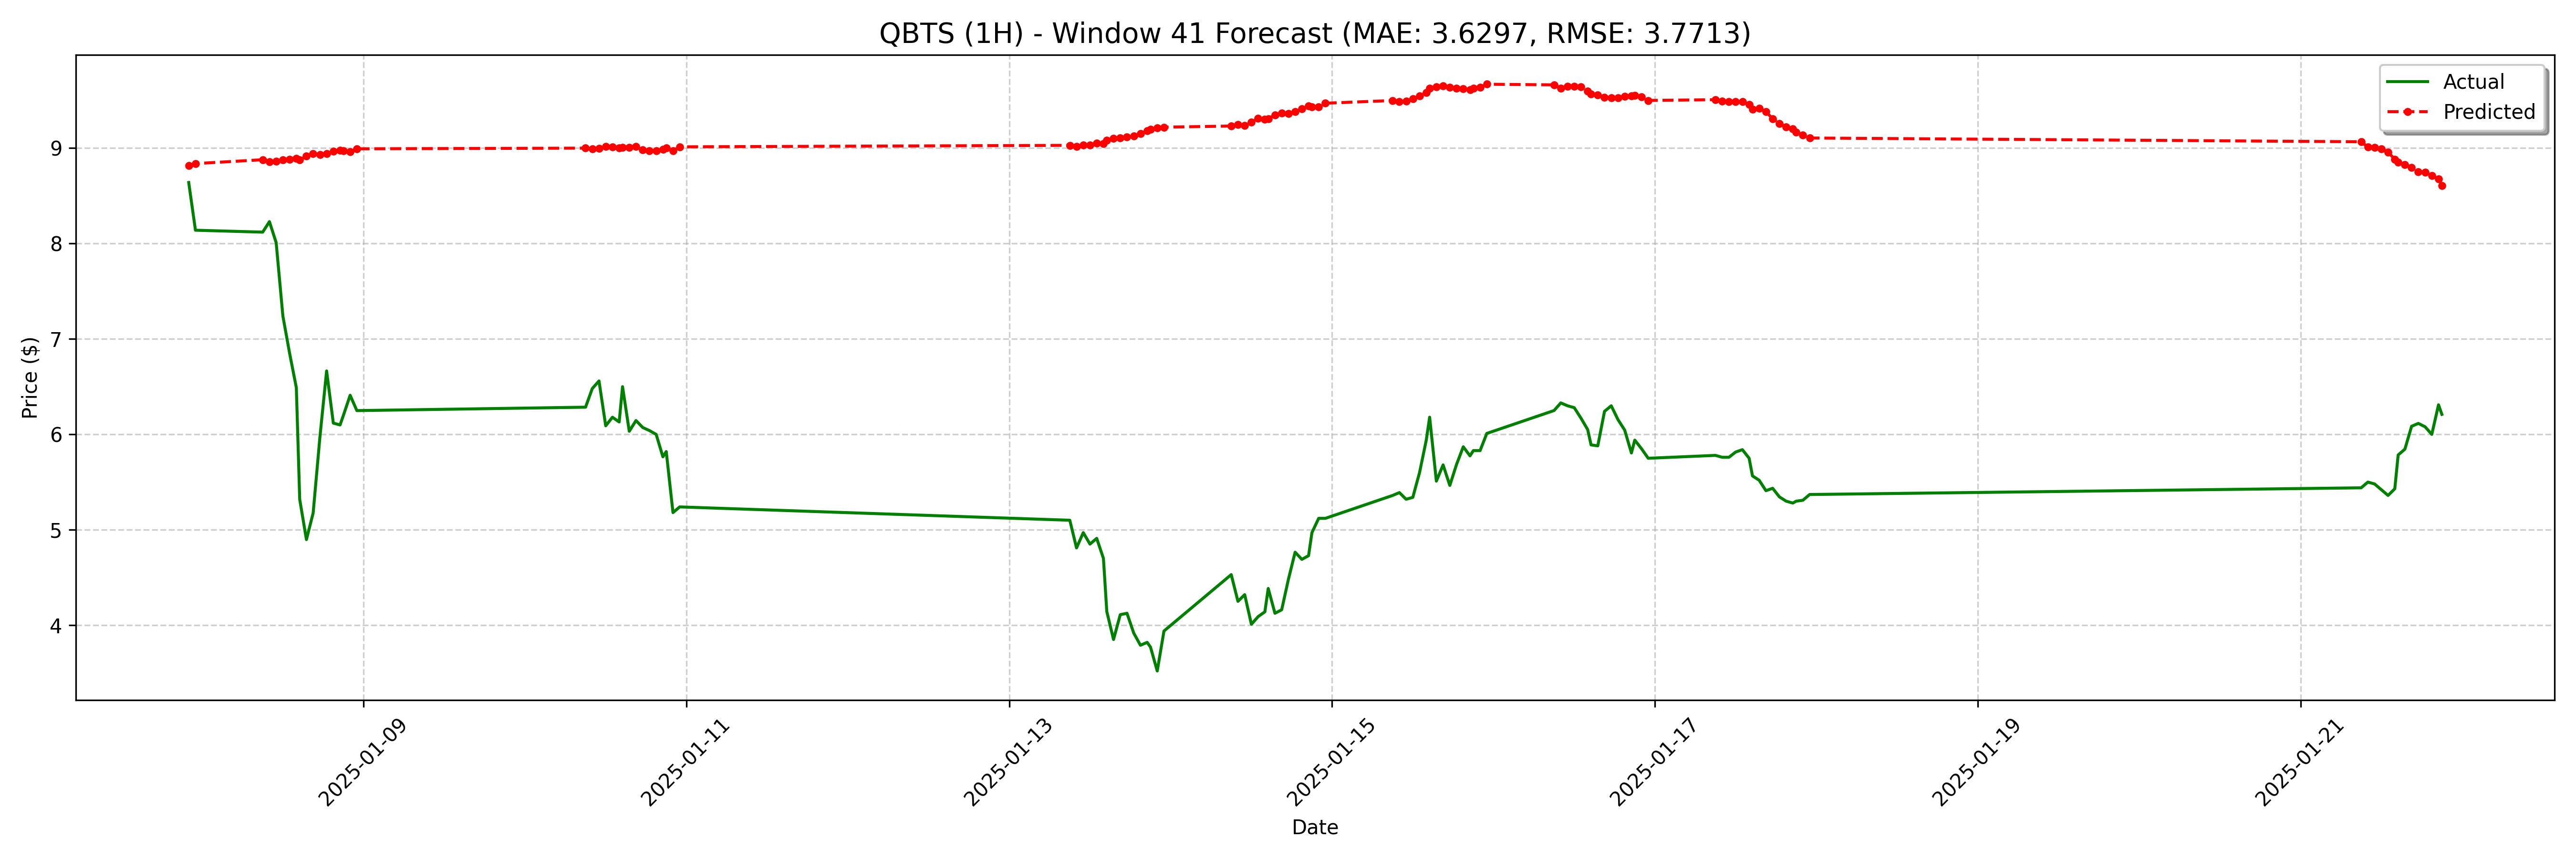 QBTS (1H) - Window 41 Forecast (MAE: 3.6297, RMSE: 3.7713)
Actual
Predicted
Price ($)
9
8
7
6
5
4
2025-01-09
2025-01-11
2025-01-13
2025-01-15
2025-01-17
2025-01-19
2025-01-21
Date